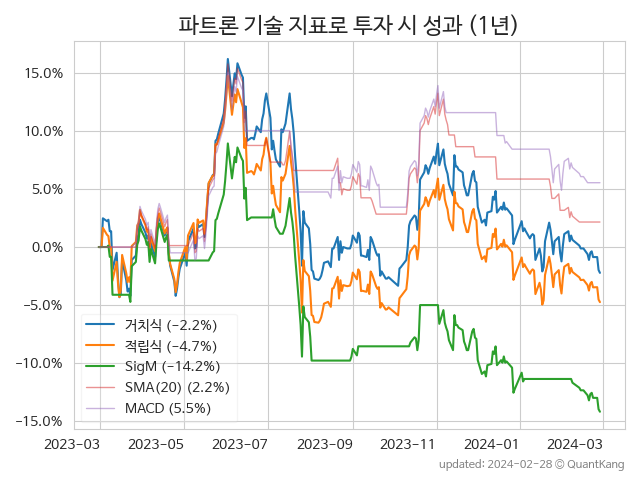 파트론 기술 지표로 투자 시 성과 (1년)
15.0%
10.0%
5.0%
0.0%
−5.0%
−10.0%
−15.0%
거치식 (−2.2%)
적립식 (−4.7%)
SigM (−14.2%)
SMA(20) (2.2%)
MACD (5.5%)
2023-03 2023-05 2023-07 2023-09 2023-11 2024-01 2024-03
updated: 2024-02-28 © QuantKang